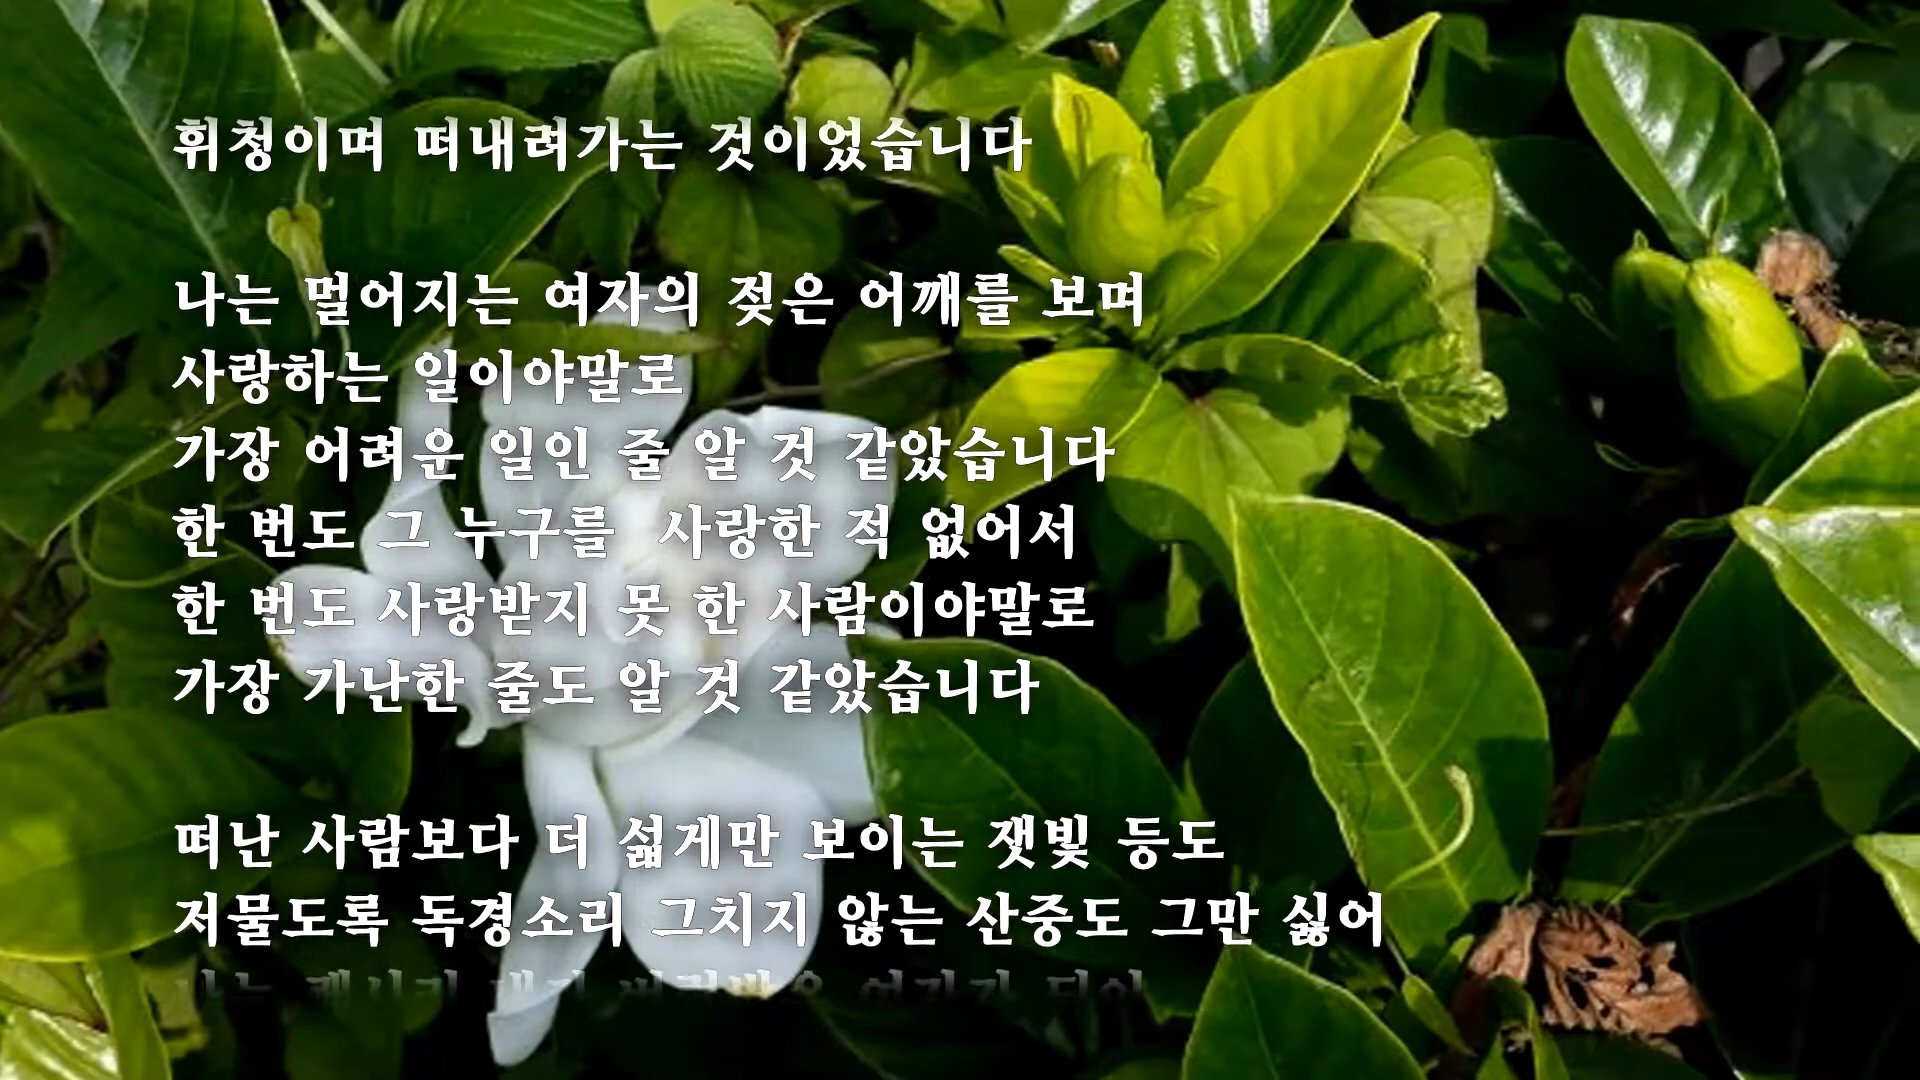 휘청이며 떠내려가는 것이었습니다
나는 멀어지는 여자의 젖은 어깨를 보며
사랑하는 일이야말로
가장 어려운 일인 줄 알 것 같았습니다
한 번도 그 누구를 사랑한 적 없어서
한 번도 사랑받지 못 한 사람이야말로
가장 가난한 줄도 알 것 같았습니다
떠난 사람보다 더 섧게만 보이는 잿빛 등도
저물도록 독경소리 그치지 않는 산중도 그만 싫어